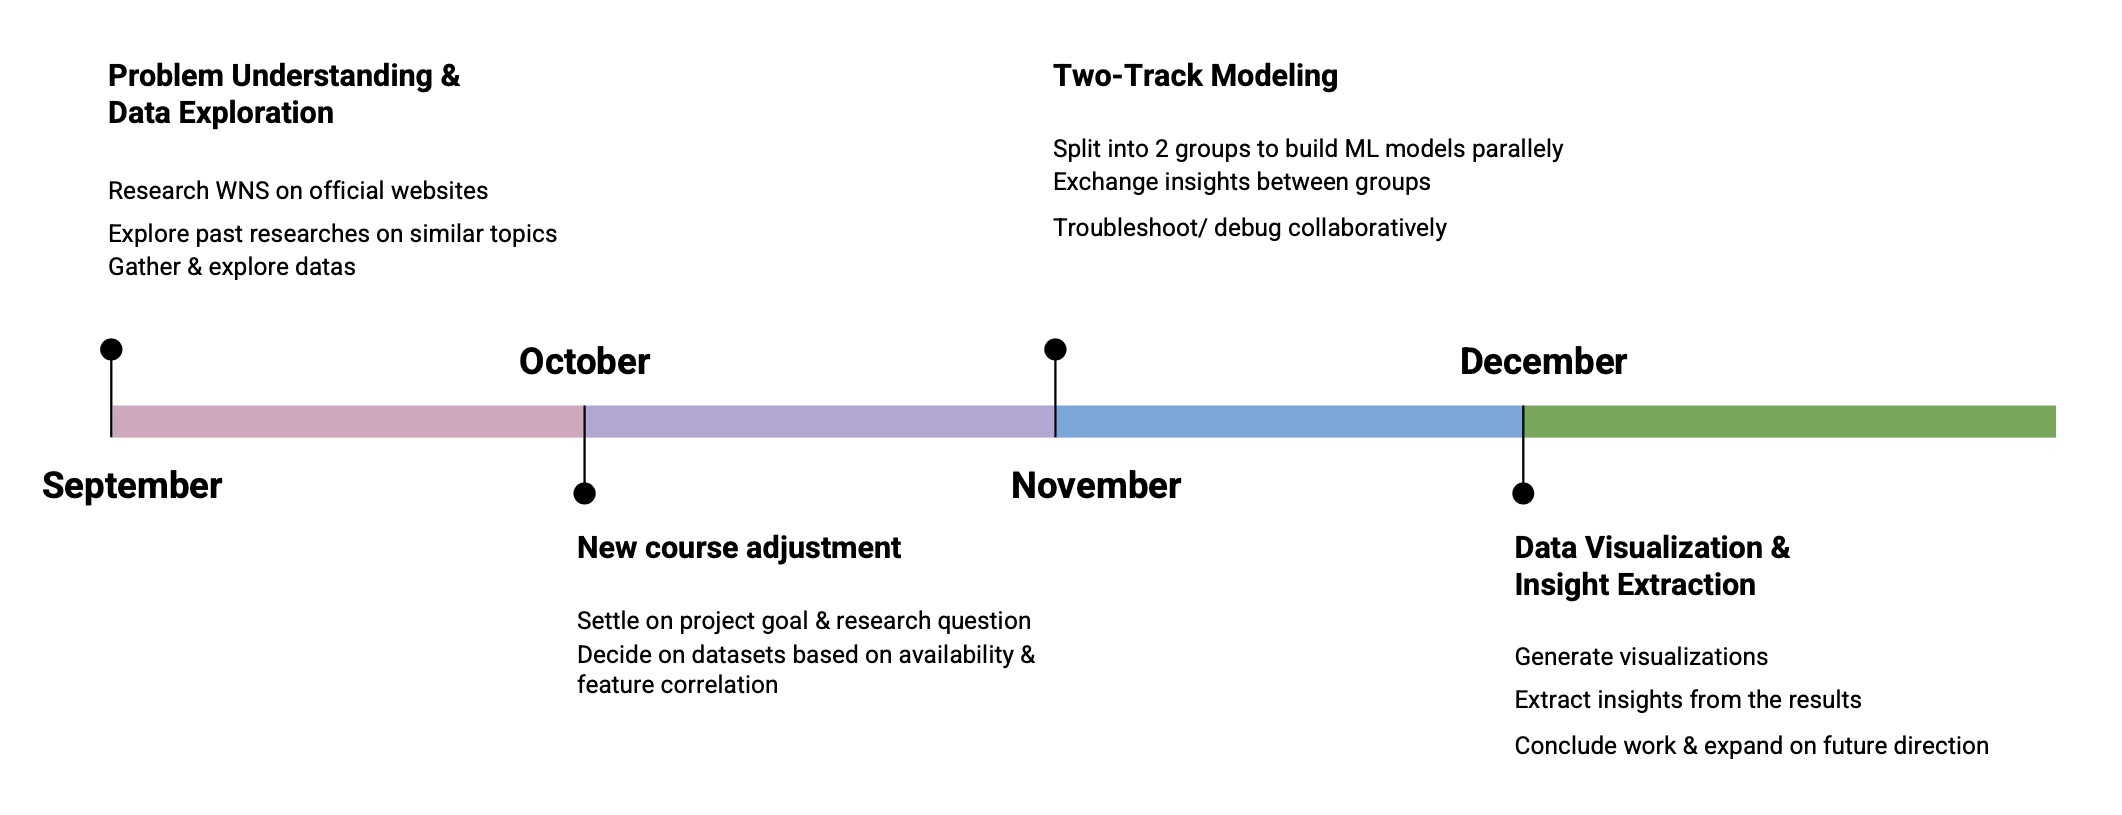 Problem Understanding &
Data Exploration
Research WNS on official websites
Explore past researches on similar topics
Gather & explore datas
Two-Track Modeling
Split into 2 groups to build ML models parallely
Exchange insights between groups
Troubleshoot/ debug collaboratively
October
December
September
November
New course adjustment
Settle on project goal & research question
Decide on datasets based on availability &
feature correlation
Data Visualization &
Insight Extraction
Generate visualizations
Extract insights from the results
Conclude work & expand on future direction